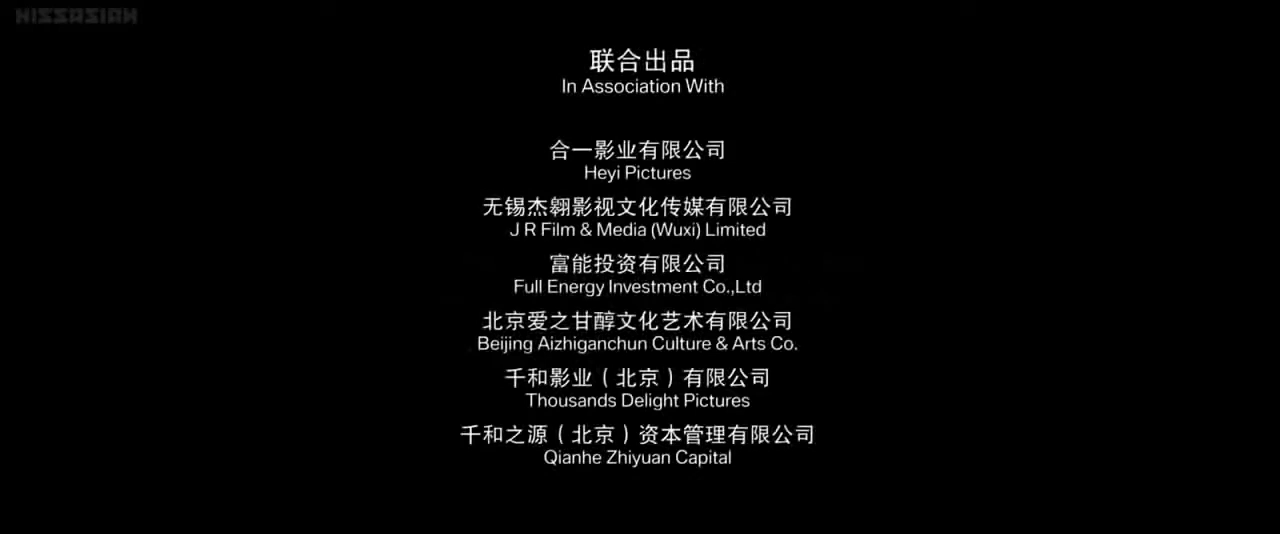 KISSASIAN
联合出品
In Association With
合一影业有限公司
Heyi Pictures
无锡杰翱影视文化传媒有限公司
J R Film & Media (Wuxi) Limited
富能投资有限公司
Full Energy Investment Co.,Ltd
北京爱之甘醇文化艺术有限公司
Beijing Aizhiganchun Culture & Arts Co.
千和影业（北京）有限公司
Thousands Delight Pictures
千和之源（北京）资本管理有限公司
Qianhe Zhiyuan Capital